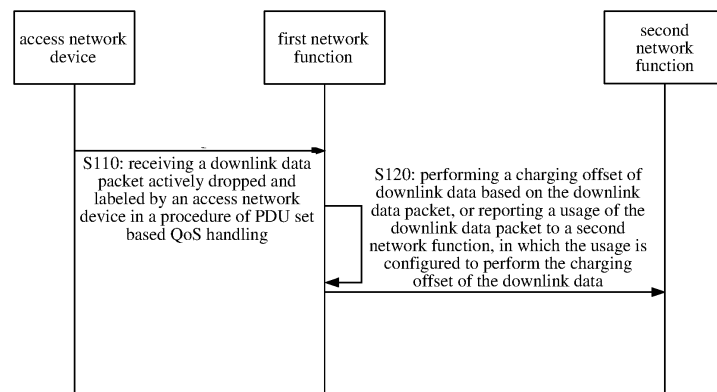 access network
device
first network
function
second
network
function
S110: receiving a downlink data
packet actively dropped and
labeled by an access network
device in a procedure of PDU set
based QoS handling
S120: performing a charging offset of
downlink data based on the downlink
data packet, or reporting a usage of the
downlink data packet to a second
network function, in which the usage is
configured to perform the charging
offset of the downlink data